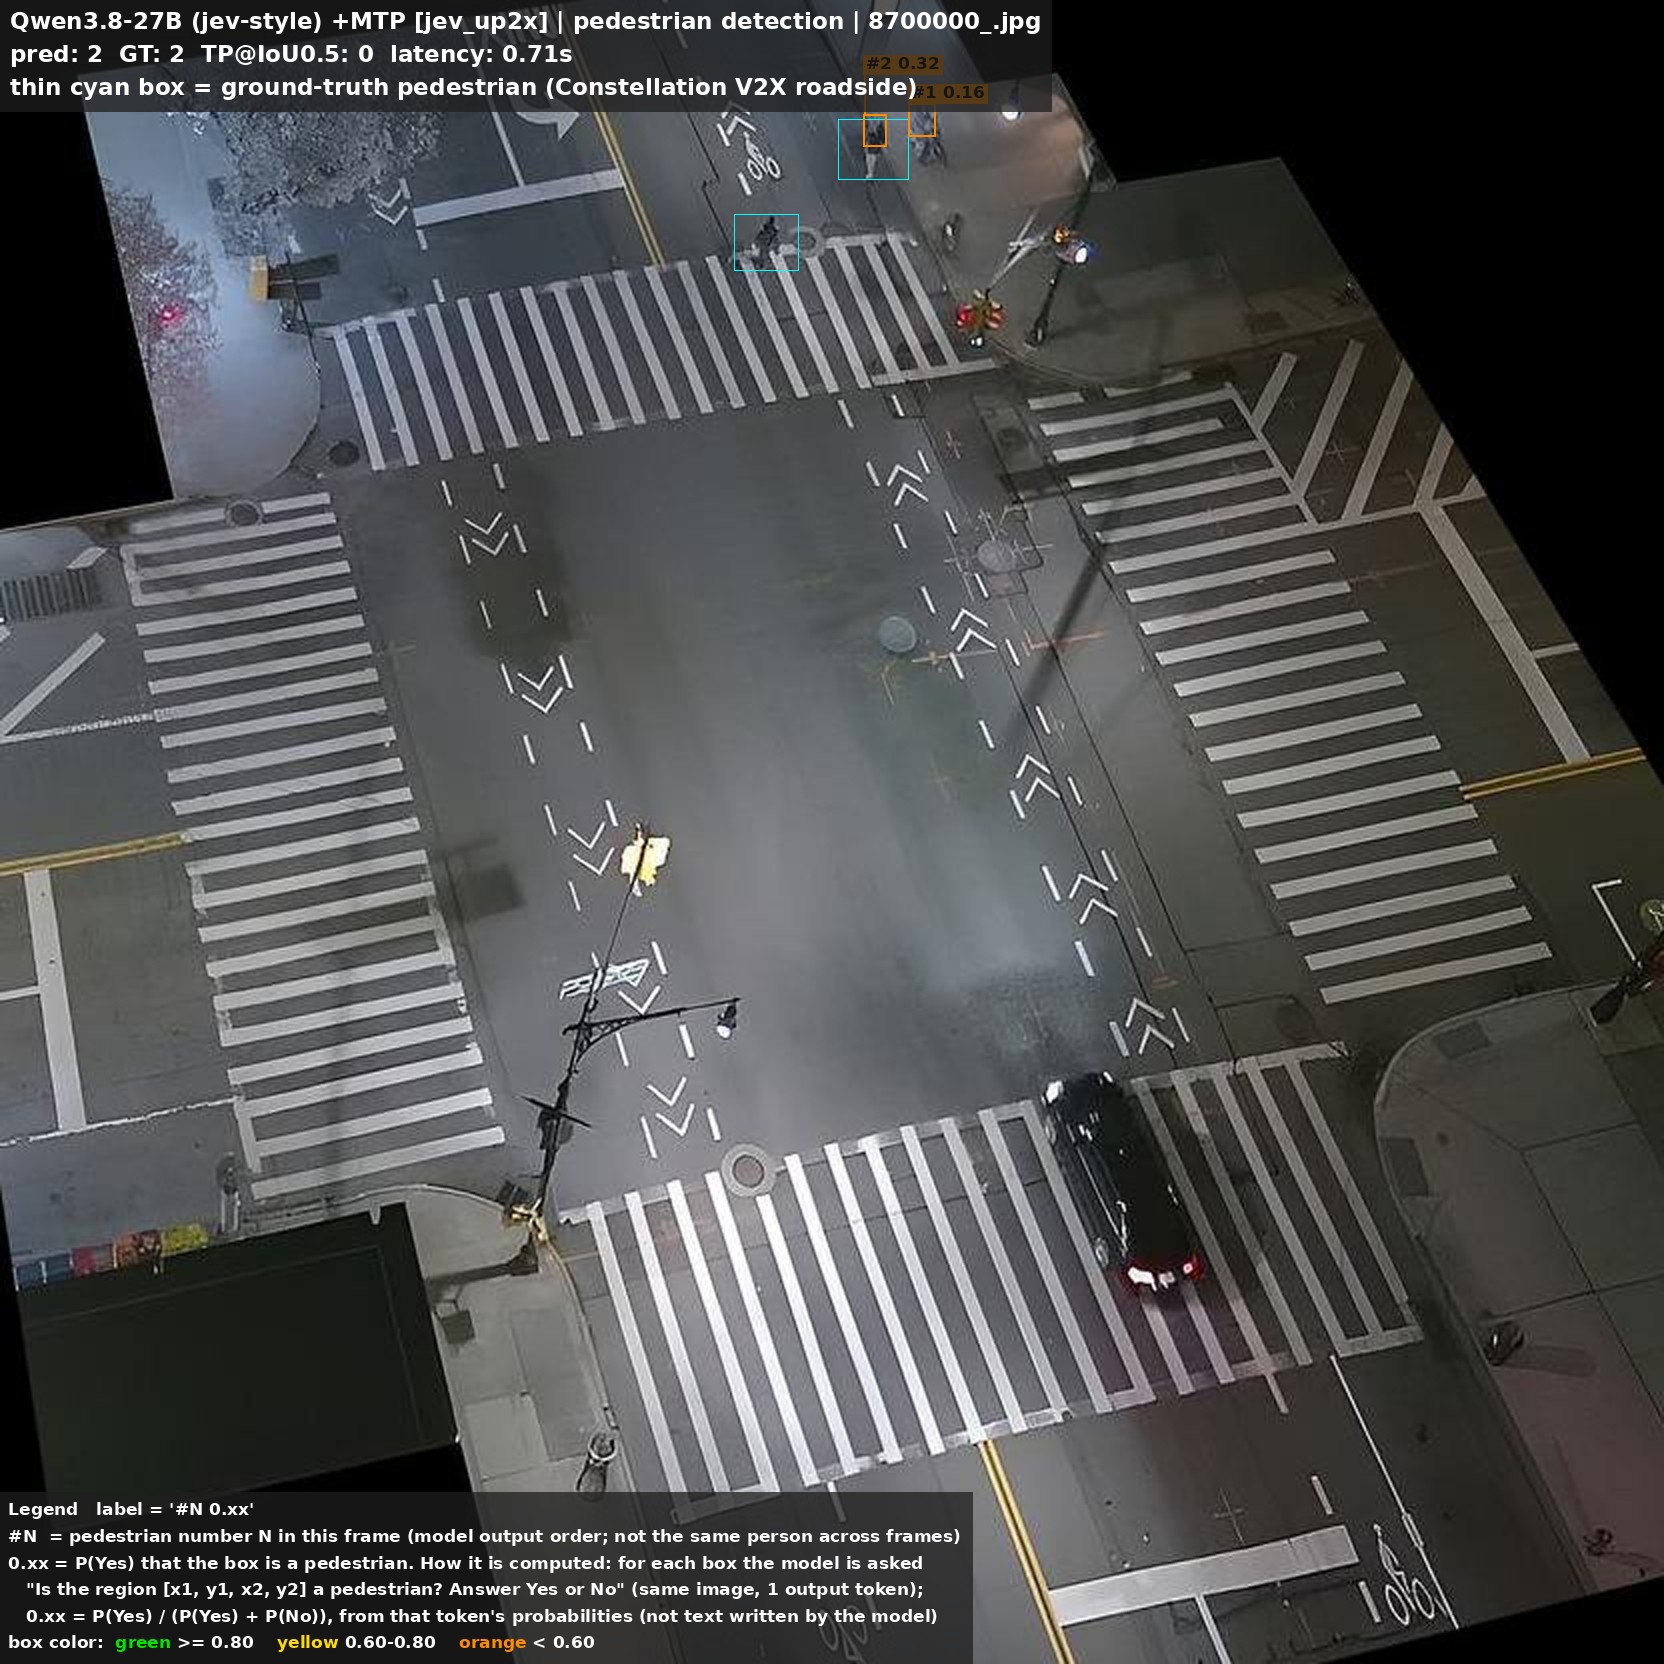 Qwen3.8-27B (jev-style) +MTP [jev_up2x] | pedestrian detection | 8700000_.jpg
pred: 2  GT: 2  TP@IoU0.5: 0  latency: 0.71s
#2 0.32
thin cyan box = ground-truth pedestrian (Constellation V2X roadside)
#1 0.16
Legend   label = '#N 0.xx'
#N  = pedestrian number N in this frame (model output order; not the same person across frames)
0.xx = P(Yes) that the box is a pedestrian. How it is computed: for each box the model is asked
"Is the region [x1, y1, x2, y2] a pedestrian? Answer Yes or No" (same image, 1 output token);
0.xx = P(Yes) / (P(Yes) + P(No)), from that token's probabilities (not text written by the model)
box color:  green >= 0.80    yellow 0.60-0.80    orange < 0.60